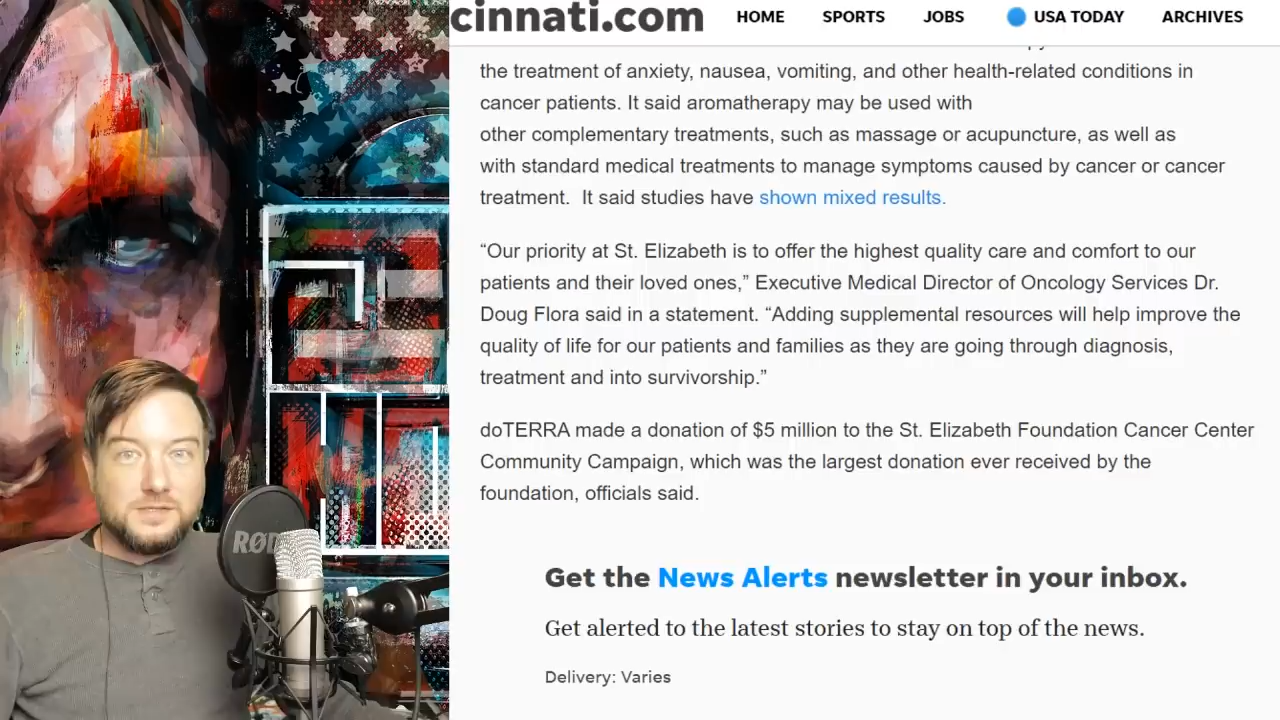 cinnati.com
HOME SPORTS JOBS USA TODAY ARCHIVES
the treatment of anxiety, nausea, vomiting, and other health-related conditions in
cancer patients. It said aromatherapy may be used with
other complementary treatments, such as massage or acupuncture, as well as
with standard medical treatments to manage symptoms caused by cancer or cancer
treatment. It said studies have shown mixed results.
“Our priority at St. Elizabeth is to offer the highest quality care and comfort to our
patients and their loved ones,” Executive Medical Director of Oncology Services Dr.
Doug Flora said in a statement. “Adding supplemental resources will help improve the
quality of life for our patients and families as they are going through diagnosis,
treatment and into survivorship.”
doTERRA made a donation of $5 million to the St. Elizabeth Foundation Cancer Center
Community Campaign, which was the largest donation ever received by the
foundation, officials said.
RØD
Get the News Alerts newsletter in your inbox.
Get alerted to the latest stories to stay on top of the news.
Delivery: Varies